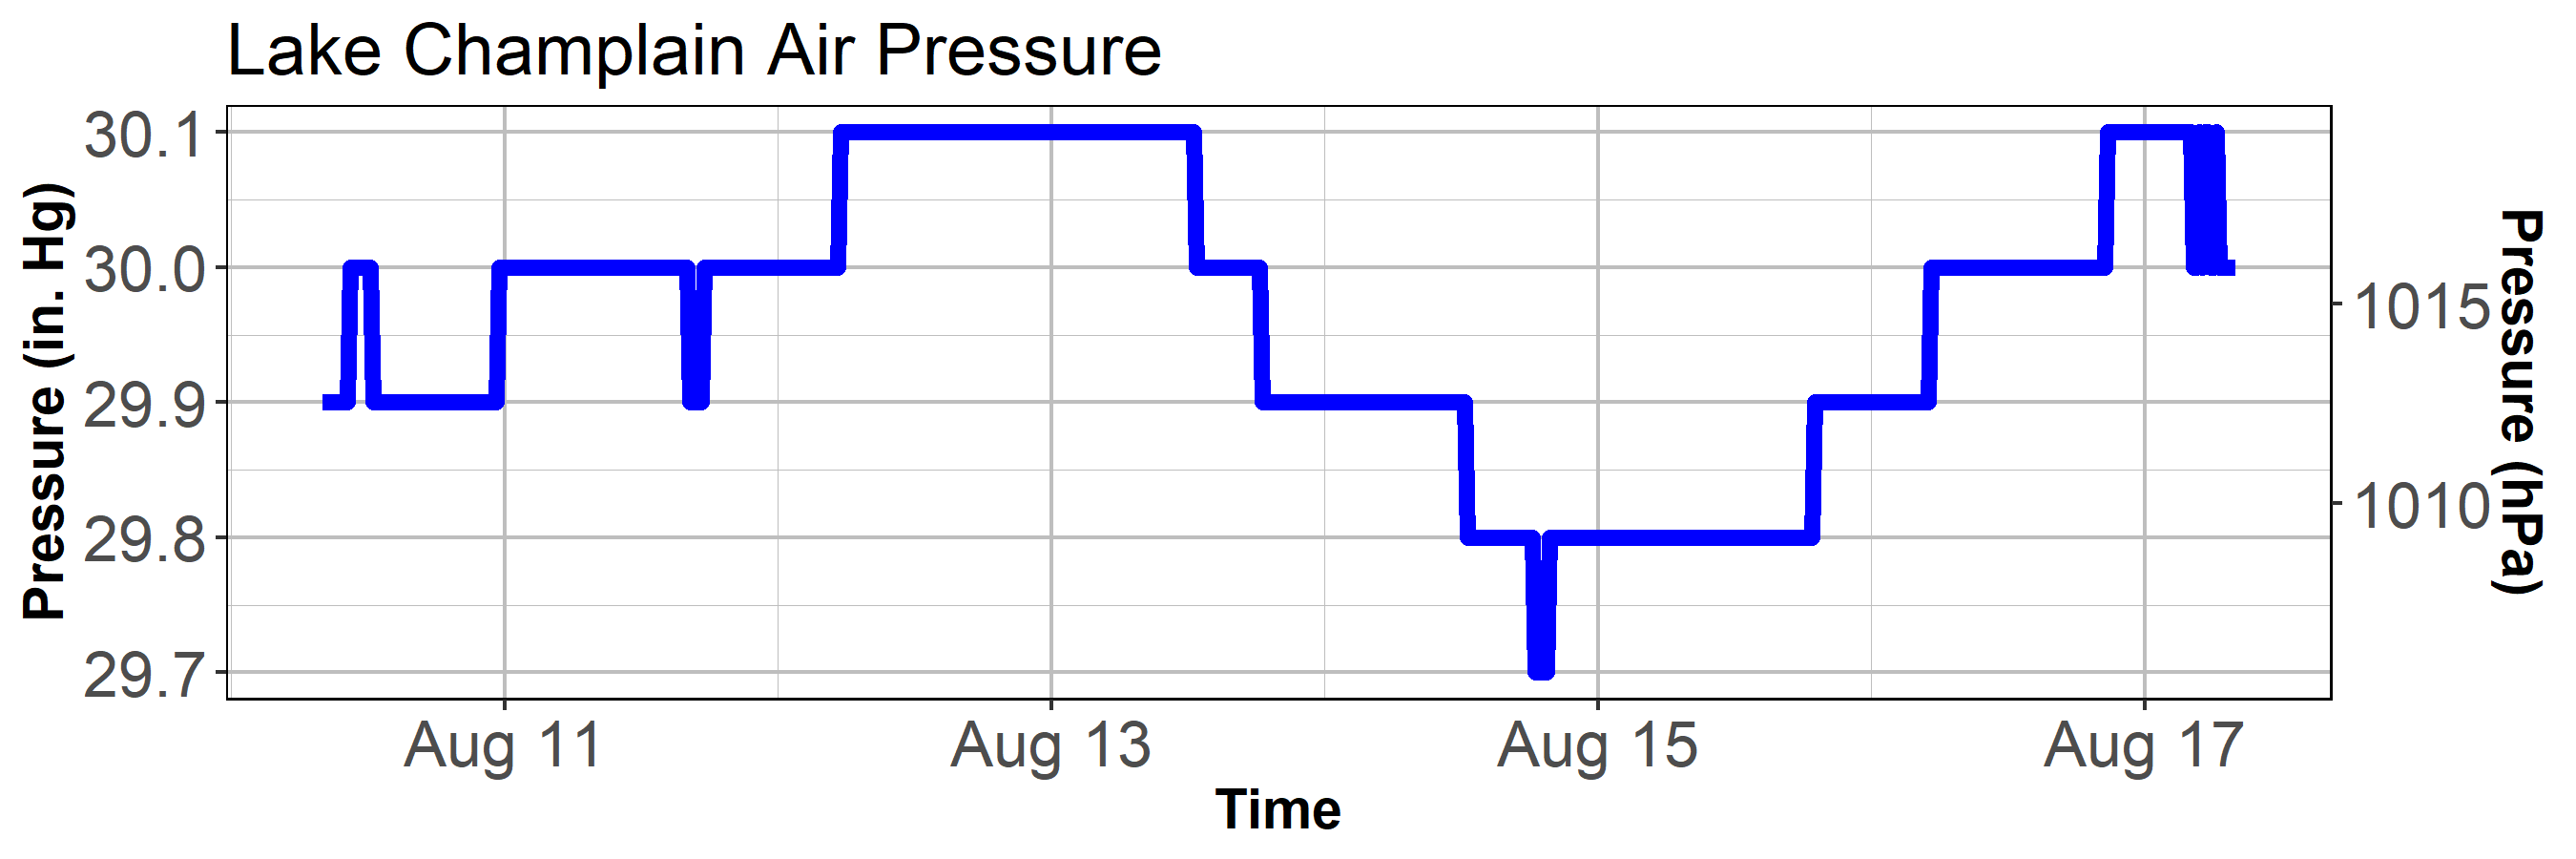 Lake Champlain Air Pressure
Pressure (in. Hg)
30.1
30.0
29.9
29.8
29.7
1015
1010
Pressure (hPa)
Aug 11
Aug 13
Aug 15
Aug 17
Time